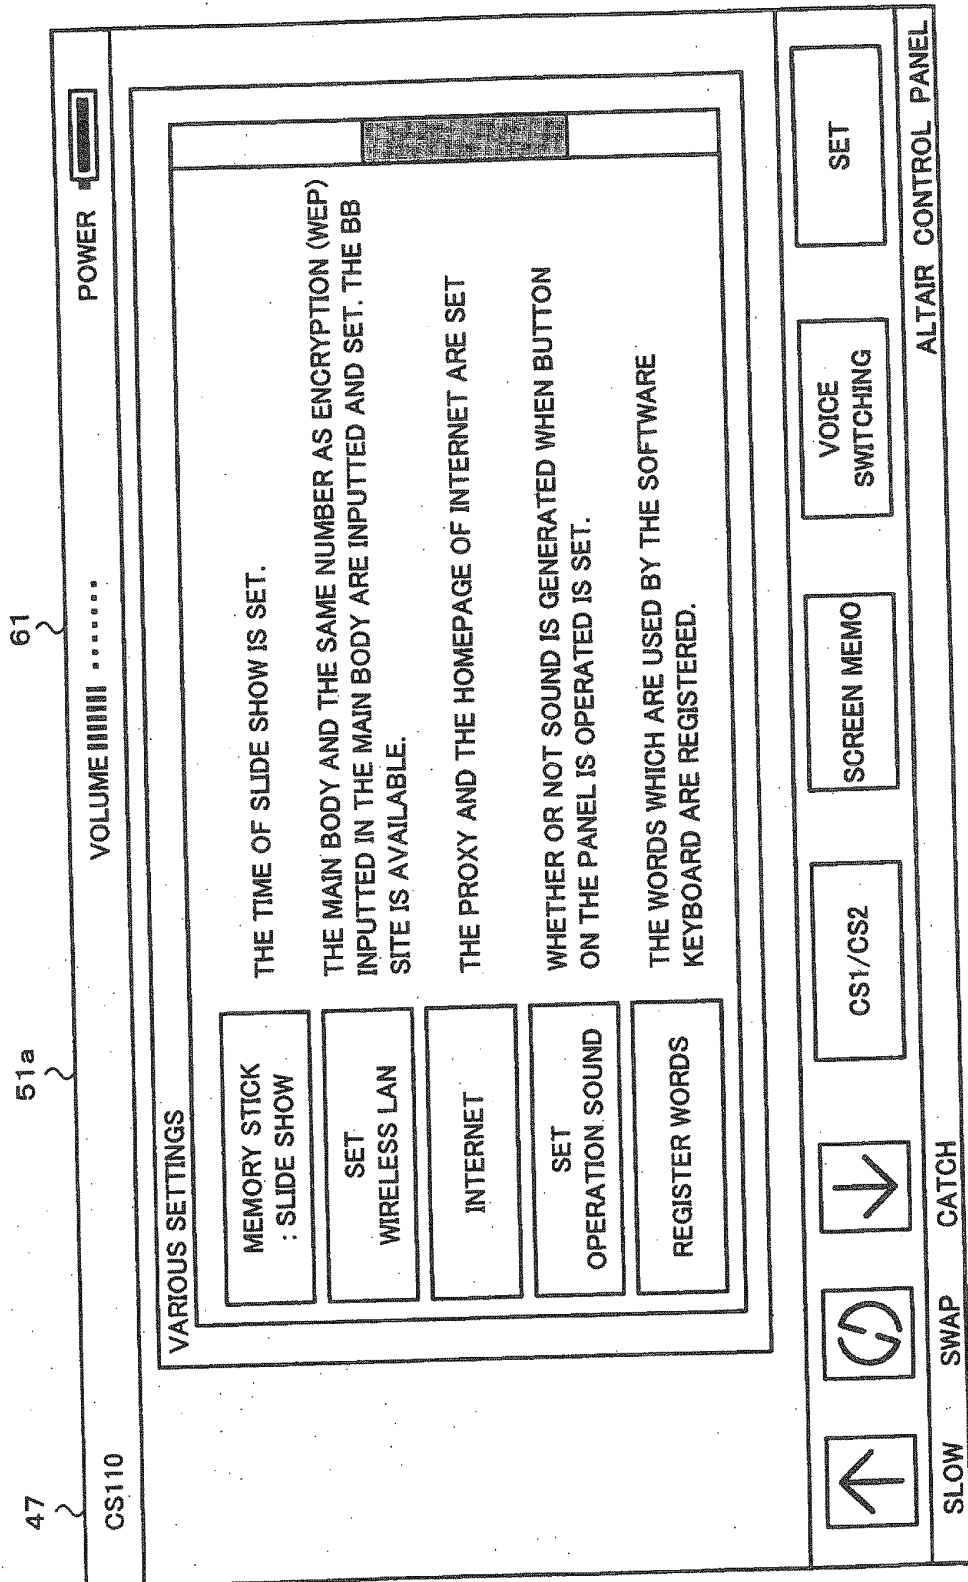 47
51a
61
CS110
VOLUME
POWER
VARIOUS SETTINGS
MEMORY STICK
: SLIDE SHOW
THE TIME OF SLIDE SHOW IS SET.
SET
WIRELESS LAN
THE MAIN BODY AND THE SAME NUMBER AS ENCRYPTION (WEP)
INPUTTED IN THE MAIN BODY ARE INPUTTED AND SET. THE BB
SITE IS AVAILABLE.
INTERNET
THE PROXY AND THE HOMEPAGE OF INTERNET ARE SET
SET
OPERATION SOUND
WHETHER OR NOT SOUND IS GENERATED WHEN BUTTON
ON THE PANEL IS OPERATED IS SET.
REGISTER WORDS
THE WORDS WHICH ARE USED BY THE SOFTWARE
KEYBOARD ARE REGISTERED.
CS1/CS2
SCREEN MEMO
VOICE
SWITCHING
SET
SLOW
SWAP
CATCH
ALTAIR CONTROL PANEL